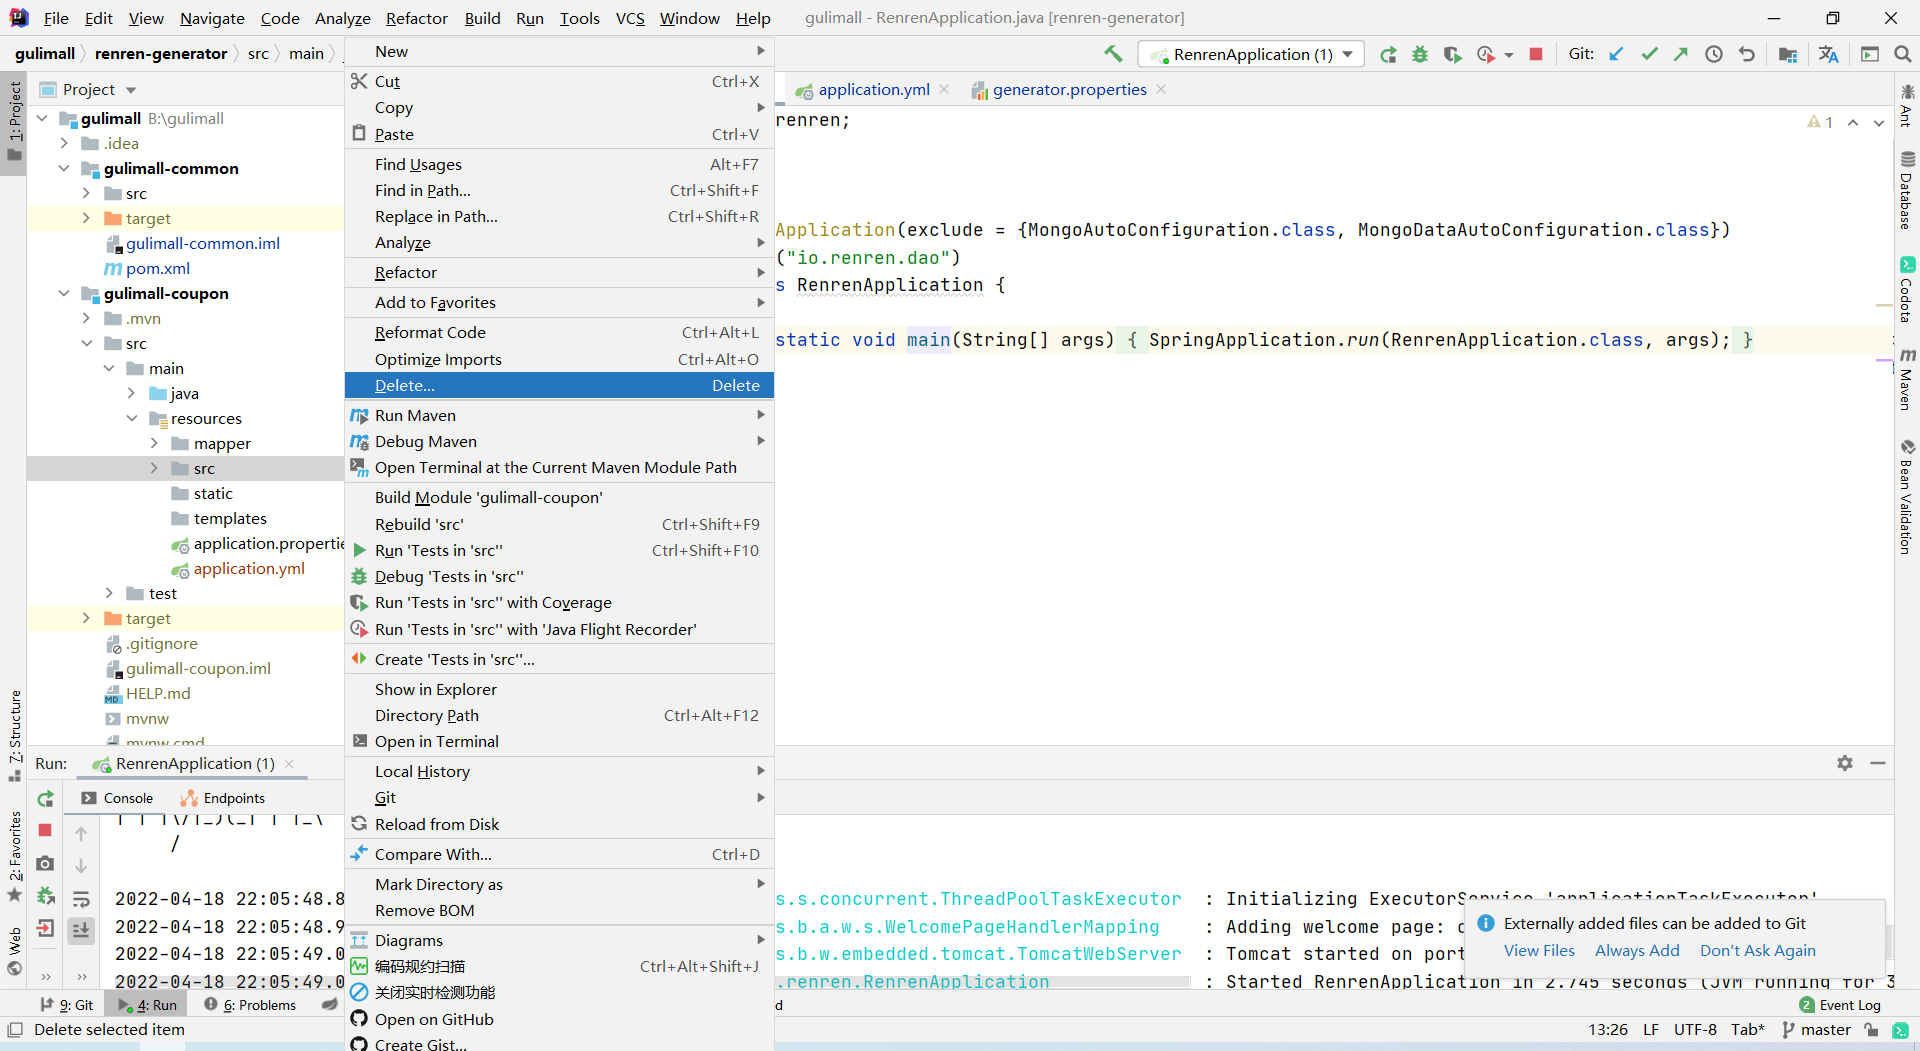 File Edit View Navigate Code Analyze Refactor Build Run Tools VCS Window Help gulimall - RenrenApplication.java [renren-generator]
gulimall renren-generator src main
RenrenApplication (1) Git:
1: Project
Project
gulimall B:\gulimall
.idea
gulimall-common
src
target
gulimall-common.iml
pom.xml
gulimall-coupon
.mvn
src
main
java
resources
mapper
src
static
templates
application.propertie
application.yml
test
target
.gitignore
gulimall-coupon.iml
HELP.md
mvnw
mvnw.cmd
7: Structure
2: Favorites
Web
New
Cut Ctrl+X
Copy
Paste Ctrl+V
Find Usages Alt+F7
Find in Path... Ctrl+Shift+F
Replace in Path... Ctrl+Shift+R
Analyze
Refactor
Add to Favorites
Reformat Code Ctrl+Alt+L
Optimize Imports Ctrl+Alt+O
Delete... Delete
Run Maven
Debug Maven
Open Terminal at the Current Maven Module Path
Build Module 'gulimall-coupon'
Rebuild 'src' Ctrl+Shift+F9
Run 'Tests in 'src'' Ctrl+Shift+F10
Debug 'Tests in 'src''
Run 'Tests in 'src'' with Coverage
Run 'Tests in 'src'' with 'Java Flight Recorder'
Create 'Tests in 'src''...
Show in Explorer
Directory Path Ctrl+Alt+F12
Open in Terminal
Local History
Git
Reload from Disk
Compare With... Ctrl+D
Mark Directory as
Remove BOM
Diagrams
编码规约扫描 Ctrl+Alt+Shift+J
关闭实时检测功能
Open on GitHub
Create Gist...
application.yml generator.properties
renren;
1
Application(exclude = {MongoAutoConfiguration.class, MongoDataAutoConfiguration.class})
("io.renren.dao")
s RenrenApplication {
static void main(String[] args) { SpringApplication.run(RenrenApplication.class, args); }
Ant
Database
Codota
Maven
Bean Validation
Run: RenrenApplication (1)
Console Endpoints
2022-04-18 22:05:48.8 s.s.concurrent.ThreadPoolTaskExecutor : Initializing ExecutorService 'applicationTaskExecutor'
2022-04-18 22:05:48.9 s.b.a.w.s.WelcomePageHandlerMapping : Adding welcome page: c
2022-04-18 22:05:49.0 s.b.w.embedded.tomcat.TomcatWebServer : Tomcat started on port
2022-04-18 22:05:49.0 .renren.RenrenApplication : Started RenrenApplication in 2.745 seconds (JVM running for 3
Externally added files can be added to Git
View Files Always Add Don't Ask Again
9: Git 4: Run 6: Problems d 2 Event Log
Delete selected item 13:26 LF UTF-8 Tab* master